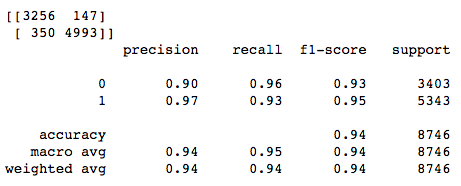 [[3256  147]
 [ 350 4993]]
              precision    recall  f1-score   support

           0       0.90      0.96      0.93      3403
           1       0.97      0.93      0.95      5343

    accuracy                           0.94      8746
   macro avg       0.94      0.95      0.94      8746
weighted avg       0.94      0.94      0.94      8746